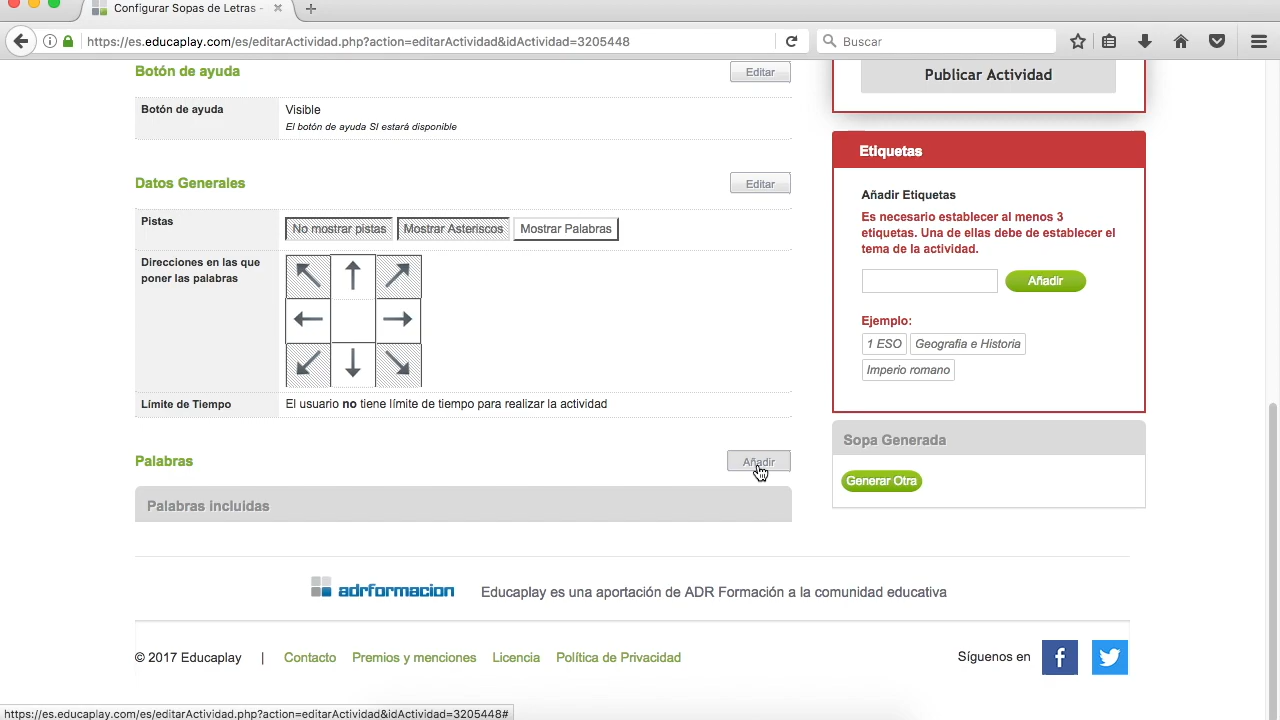 Configurar Sopas de Letras -
https://es.educaplay.com/es/editarActividad.php?action=editarActividad&idActividad=3205448
Buscar
Botón de ayuda
Editar
Botón de ayuda
Visible
El botón de ayuda SI estará disponible
Datos Generales
Editar
Pistas
No mostrar pistas
Mostrar Asteriscos
Mostrar Palabras
Direcciones en las que
poner las palabras
Límite de Tiempo
El usuario no tiene límite de tiempo para realizar la actividad
Palabras
Añadir
Palabras incluidas
Publicar Actividad
Etiquetas
Añadir Etiquetas
Es necesario establecer al menos 3
etiquetas. Una de ellas debe de establecer el
tema de la actividad.
Añadir
Ejemplo:
1 ESO
Geografia e Historia
Imperio romano
Sopa Generada
Generar Otra
adrformacion
Educaplay es una aportación de ADR Formación a la comunidad educativa
© 2017 Educaplay | Contacto Premios y menciones Licencia Política de Privacidad
Síguenos en
https://es.educaplay.com/es/editarActividad.php?action=editarActividad&idActividad=3205448#